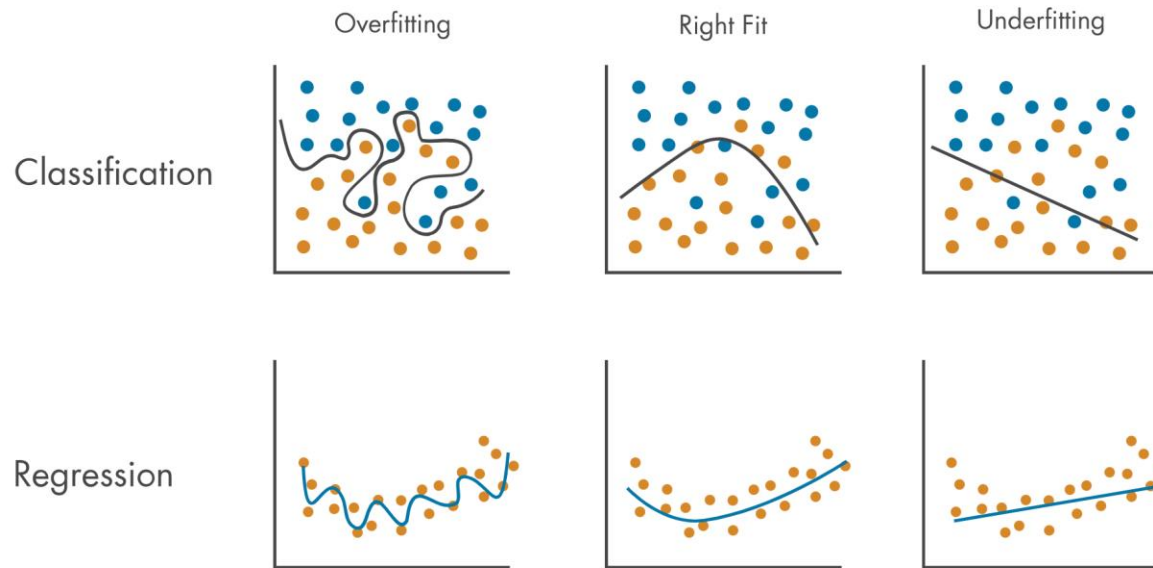 Overfitting
Right Fit
Underfitting
Classification
Regression